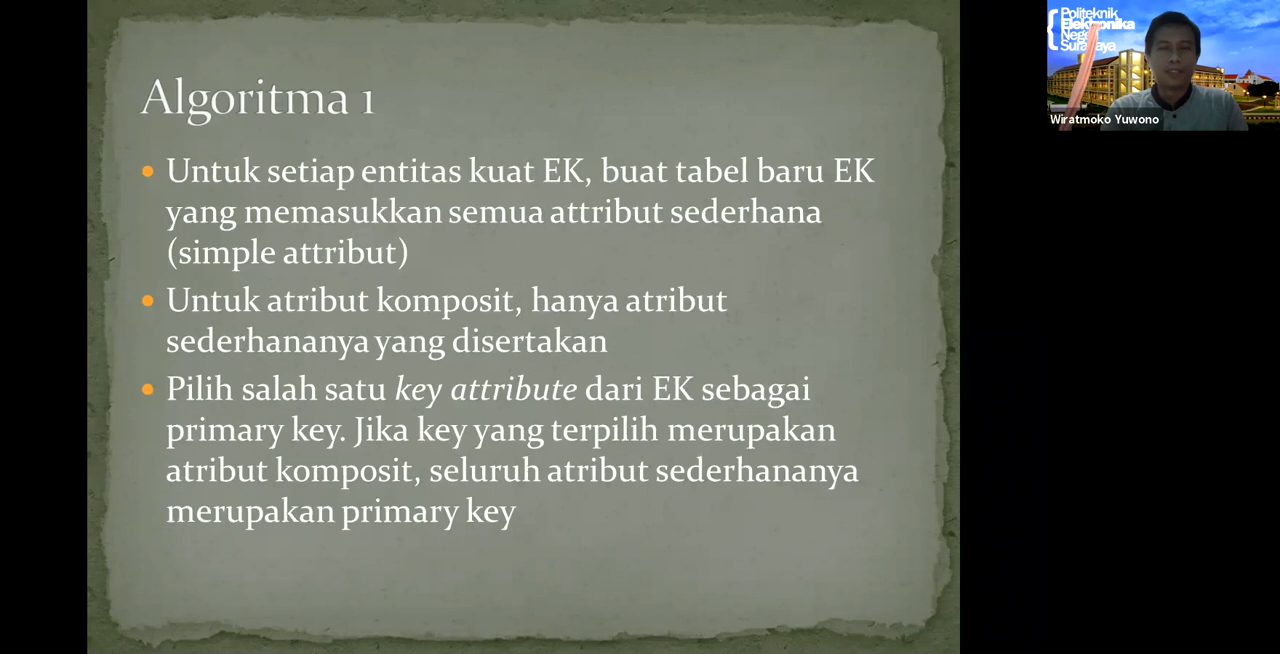 Algoritma 1
Untuk setiap entitas kuat EK, buat tabel baru EK
yang memasukkan semua attribut sederhana
(simple attribut)
Untuk atribut komposit, hanya atribut
sederhananya yang disertakan
Pilih salah satu key attribute dari EK sebagai
primary key. Jika key yang terpilih merupakan
atribut komposit, seluruh atribut sederhananya
merupakan primary key
Politeknik
Elektronika
Negeri
Surabaya
Wiratmoko Yuwono